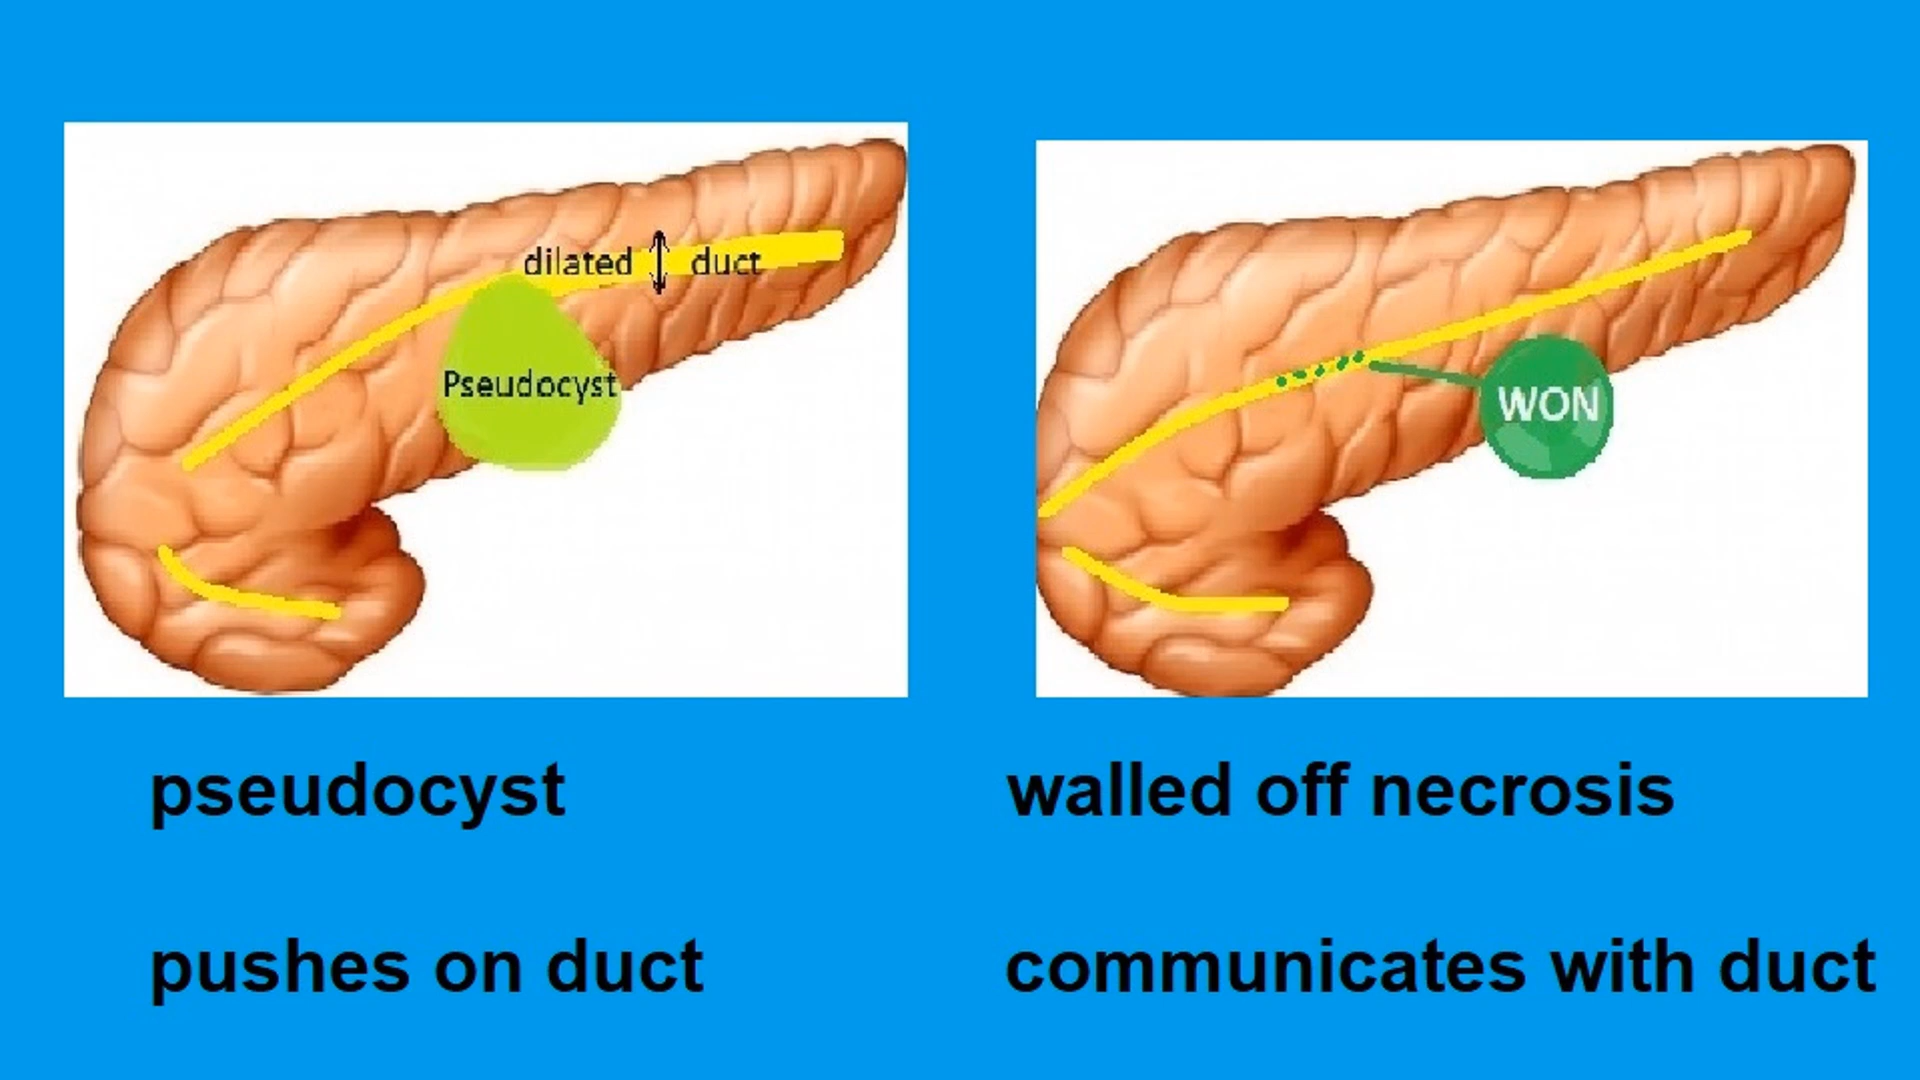 dilated duct
Pseudocyst
WON
pseudocyst
walled off necrosis
pushes on duct
communicates with duct